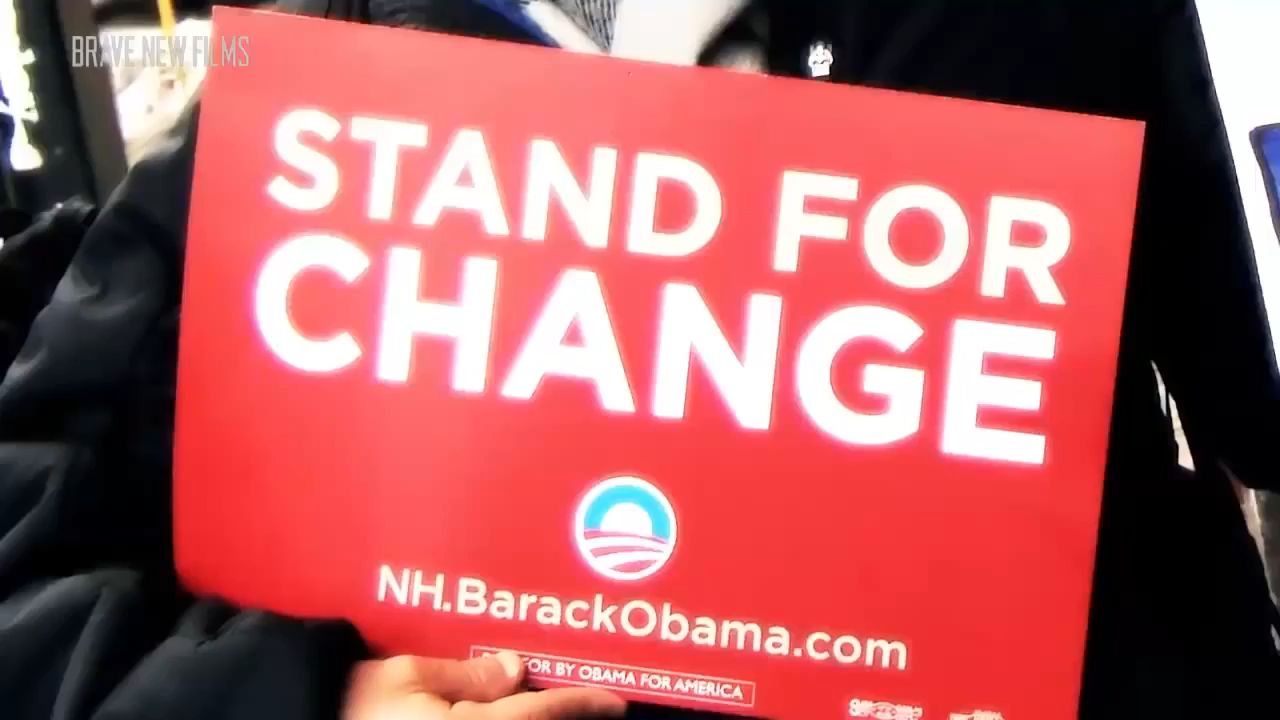 BRAVE NEW FILMS
STAND FOR
CHANGE
NH.BarackObama.com
FOR BY OBAMA FOR AMERICA